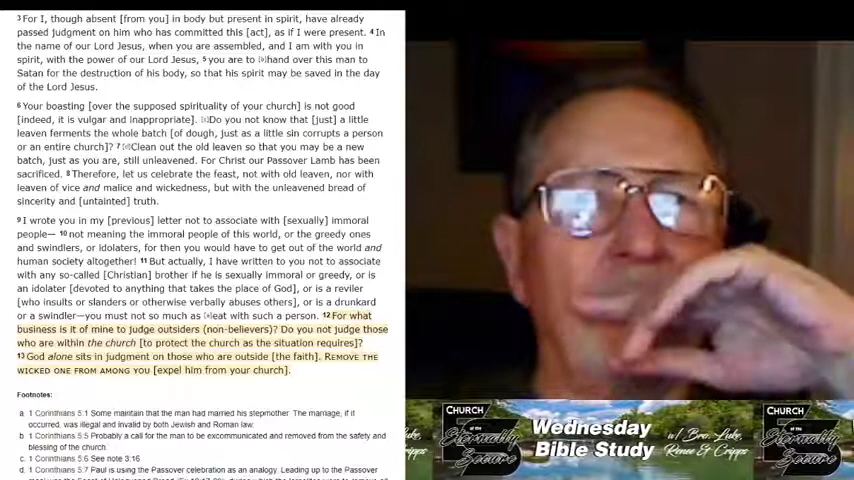 3 For I, though absent [from you] in body but present in spirit, have already
passed judgment on him who has committed this [act], as if I were present. 4 In
the name of our Lord Jesus, when you are assembled, and I am with you in
spirit, with the power of our Lord Jesus, 5 you are to [b]hand over this man to
Satan for the destruction of his body, so that his spirit may be saved in the day
of the Lord Jesus.
6 Your boasting [over the supposed spirituality of your church] is not good
[indeed, it is vulgar and inappropriate]. [c]Do you not know that [just] a little
leaven ferments the whole batch [of dough, just as a little sin corrupts a person
or an entire church]? 7 [d]Clean out the old leaven so that you may be a new
batch, just as you are, still unleavened. For Christ our Passover Lamb has been
sacrificed. 8 Therefore, let us celebrate the feast, not with old leaven, nor with
leaven of vice and malice and wickedness, but with the unleavened bread of
sincerity and [untainted] truth.
9 I wrote you in my [previous] letter not to associate with [sexually] immoral
people— 10 not meaning the immoral people of this world, or the greedy ones
and swindlers, or idolaters, for then you would have to get out of the world and
human society altogether! 11 But actually, I have written to you not to associate
with any so-called [Christian] brother if he is sexually immoral or greedy, or is
an idolater [devoted to anything that takes the place of God], or is a reviler
[who insults or slanders or otherwise verbally abuses others], or is a drunkard
or a swindler—you must not so much as [e]eat with such a person. 12 For what
business is it of mine to judge outsiders (non-believers)? Do you not judge those
who are within the church [to protect the church as the situation requires]?
13 God alone sits in judgment on those who are outside [the faith]. REMOVE THE
WICKED ONE FROM AMONG YOU [expel him from your church].
Footnotes:
a 1 Corinthians 5:1 Some maintain that the man had married his stepmother. The marriage, if it
occurred, was illegal and invalid by both Jewish and Roman law.
b 1 Corinthians 5:5 Probably a call for the man to be excommunicated and removed from the safety and
blessing of the church.
c 1 Corinthians 5:6 See note 3:16
d 1 Corinthians 5:7 Paul is using the Passover celebration as an analogy. Leading up to the Passover
CHURCH
of the
Eternally
Secure
Wednesday
Bible Study
w/ Bro. Luke,
Renee & Cripps
CHURCH
of the
Eternally
Secure